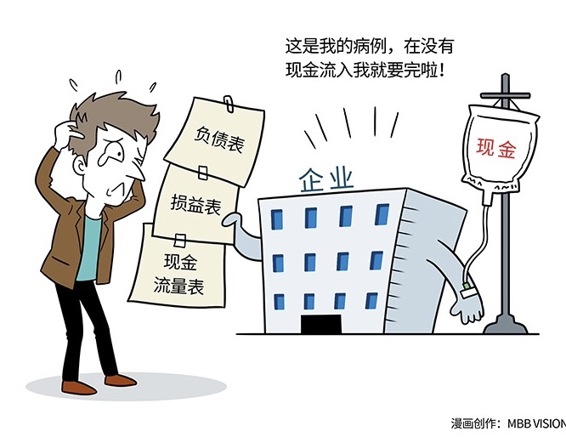 这是我的病例，在没有
现金流入我就要完啦！
负债表
损益表
现金
流量表
企业
现金
漫画创作：MBB VISION